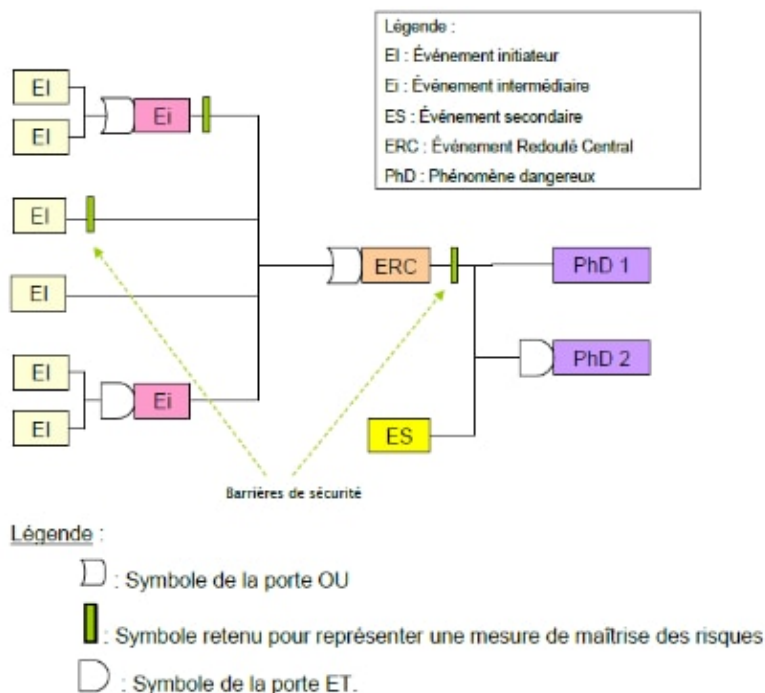 Légende :
EI : Événement initiateur
Ei : Événement intermédiaire
ES : Événement secondaire
ERC : Événement Redouté Central
PhD : Phénomène dangereux
EI
EI
Ei
EI
EI
EI
EI
Ei
ERC
PhD 1
PhD 2
ES
Barrières de sécurité
Légende :
: Symbole de la porte OU
: Symbole retenu pour représenter une mesure de maîtrise des risques
: Symbole de la porte ET.